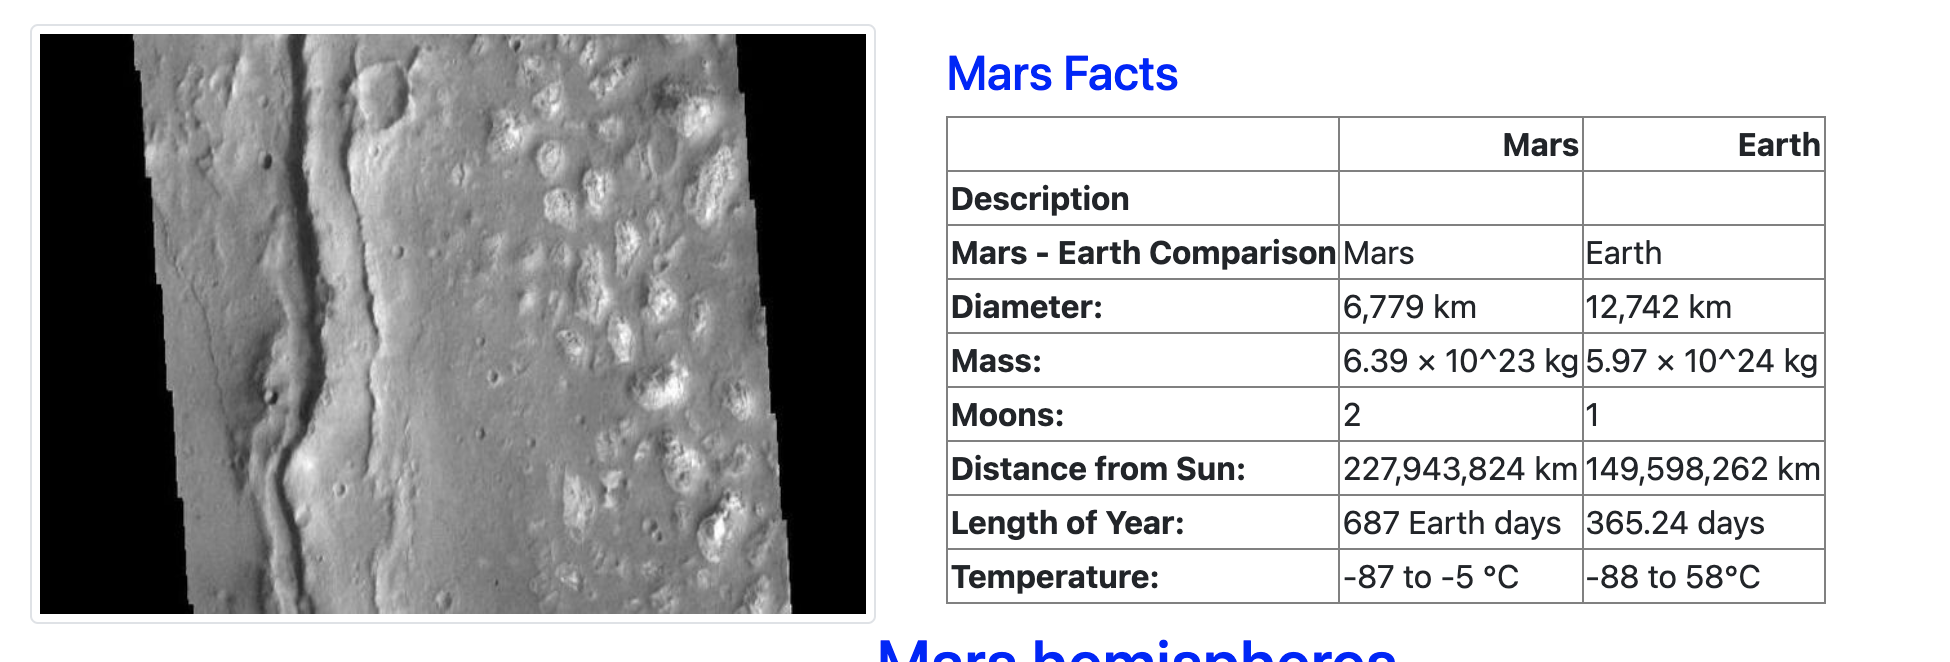 Mars Facts
Mars Earth
Description
Mars - Earth Comparison Mars Earth
Diameter: 6,779 km 12,742 km
Mass: 6.39 × 10^23 kg 5.97 × 10^24 kg
Moons: 2 1
Distance from Sun: 227,943,824 km 149,598,262 km
Length of Year: 687 Earth days 365.24 days
Temperature: -87 to -5 °C -88 to 58°C
Mars hemispheres